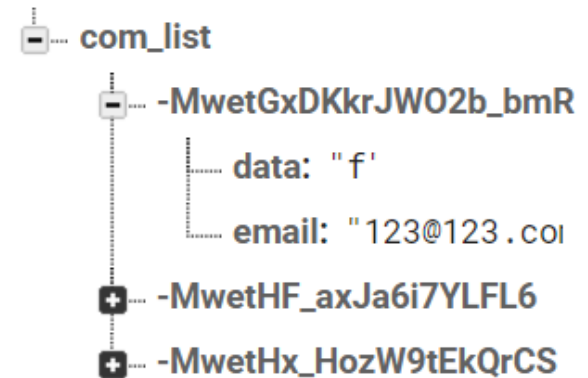 com_list
-MwetGxDKkrJWO2b_bmR
data: "f"
email: "123@123.co
-MwetHF_axJa6i7YLFL6
-MwetHx_HozW9tEkQrCS